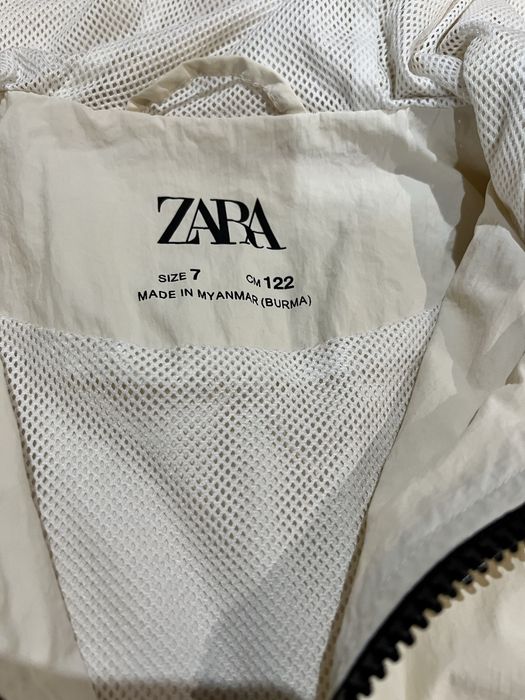 ZARA
SIZE 7 CM 122
MADE IN MYANMAR (BURMA)